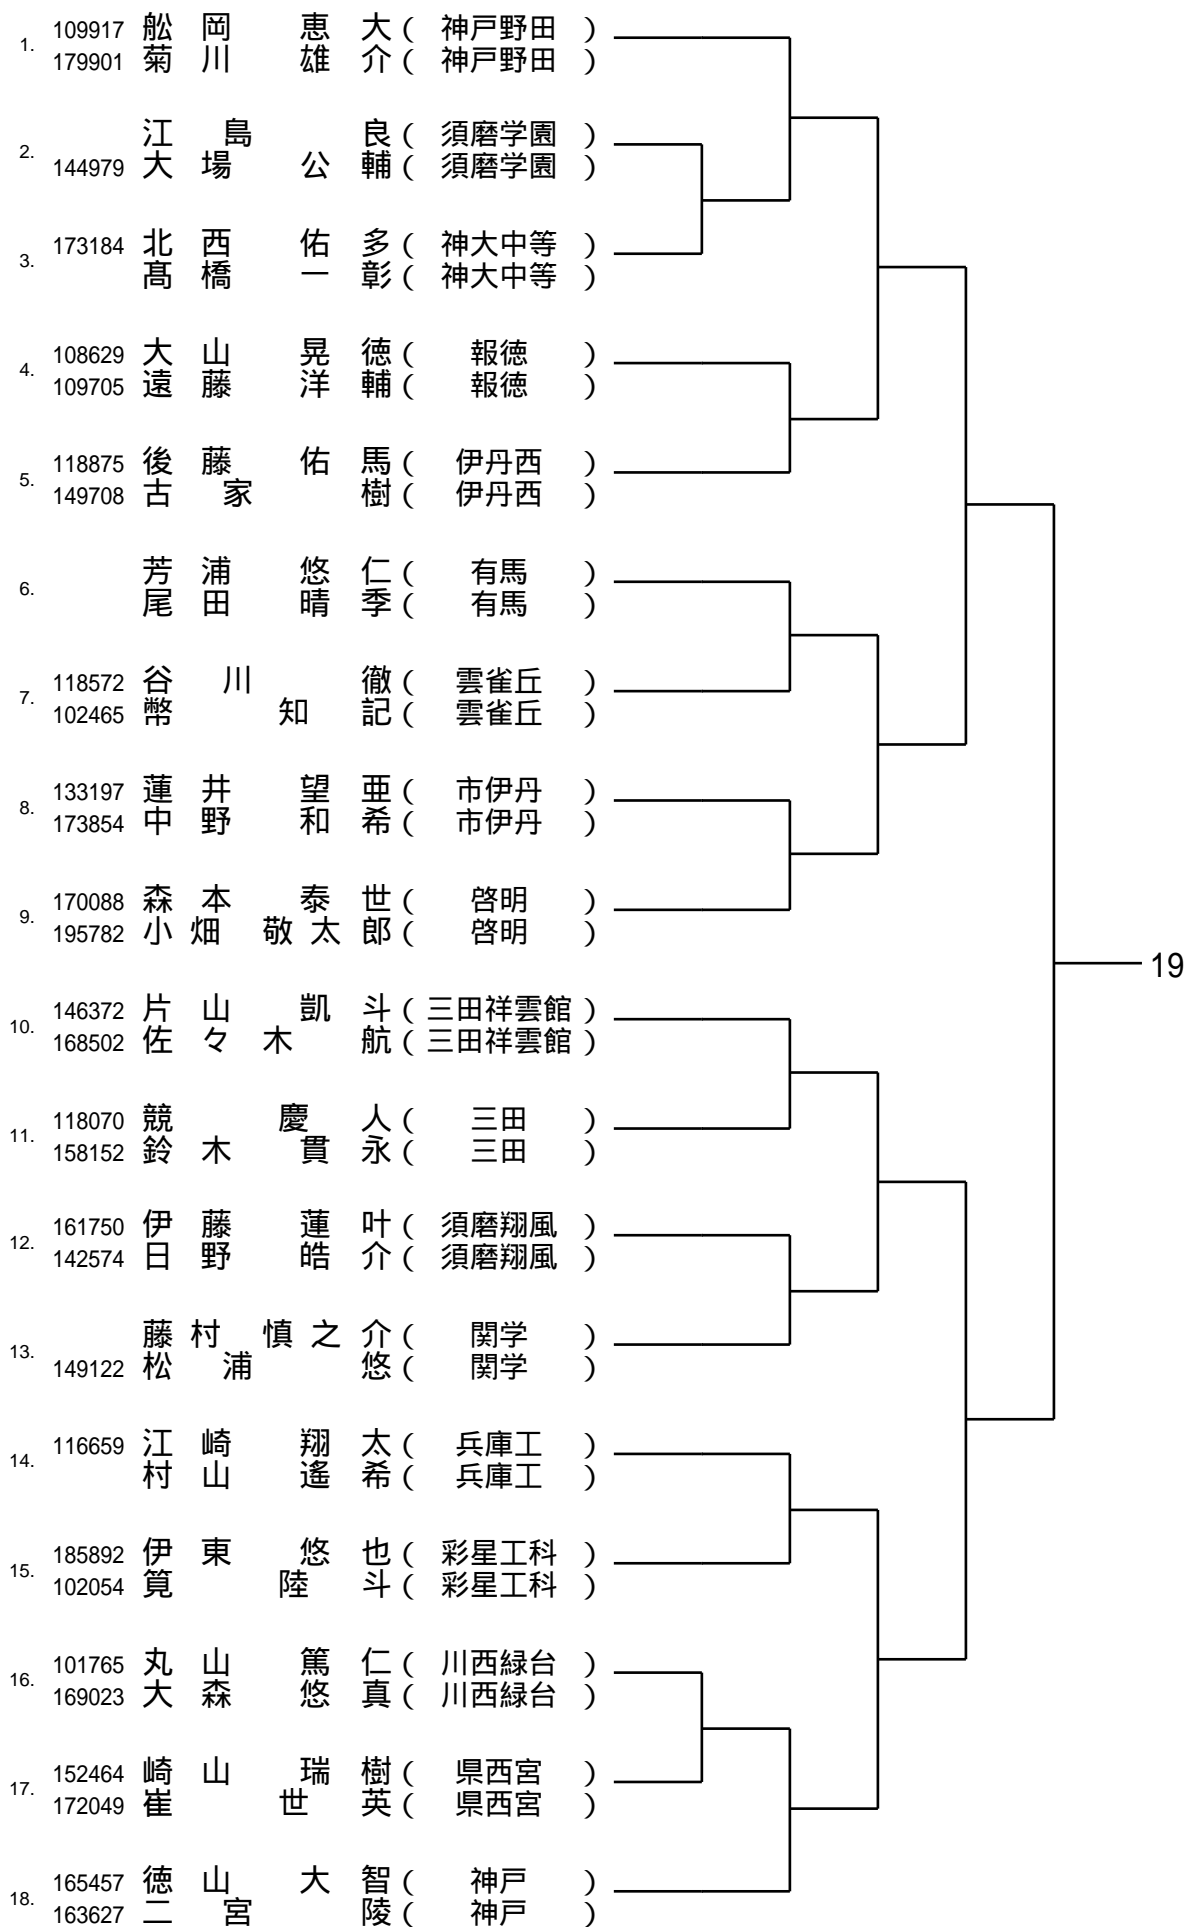 1. 109917 舩岡 恵大 ( 神戸野田 )
179901 菊川 雄介 ( 神戸野田 )
2. 江島 良 ( 須磨学園 )
144979 大場 公輔 ( 須磨学園 )
3. 173184 北西 佑多 ( 神大中等 )
髙橋 一彰 ( 神大中等 )
4. 108629 大山 晃徳 ( 報徳 )
109705 遠藤 洋輔 ( 報徳 )
5. 118875 後藤 佑馬 ( 伊丹西 )
149708 古家 樹 ( 伊丹西 )
6. 芳浦 悠仁 ( 有馬 )
尾田 晴季 ( 有馬 )
7. 118572 谷川 徹 ( 雲雀丘 )
102465 幣 知記 ( 雲雀丘 )
8. 133197 蓮井 望亜 ( 市伊丹 )
173854 中野 和希 ( 市伊丹 )
9. 170088 森本 泰世 ( 啓明 )
195782 小畑 敬太郎 ( 啓明 )
19
10. 146372 片山 凱斗 ( 三田祥雲館 )
168502 佐々木 航 ( 三田祥雲館 )
11. 118070 競 慶人 ( 三田 )
158152 鈴木 貫永 ( 三田 )
12. 161750 伊藤 蓮叶 ( 須磨翔風 )
142574 日野 皓介 ( 須磨翔風 )
13. 藤村 慎之介 ( 関学 )
149122 松浦 悠 ( 関学 )
14. 116659 江崎 翔太 ( 兵庫工 )
村山 遙希 ( 兵庫工 )
15. 185892 伊東 悠也 ( 彩星工科 )
102054 筧 陸斗 ( 彩星工科 )
16. 101765 丸山 篤仁 ( 川西緑台 )
169023 大森 悠真 ( 川西緑台 )
17. 152464 崎山 瑞樹 ( 県西宮 )
172049 崔 世英 ( 県西宮 )
18. 165457 徳山 大智 ( 神戸 )
163627 二宮 陵 ( 神戸 )